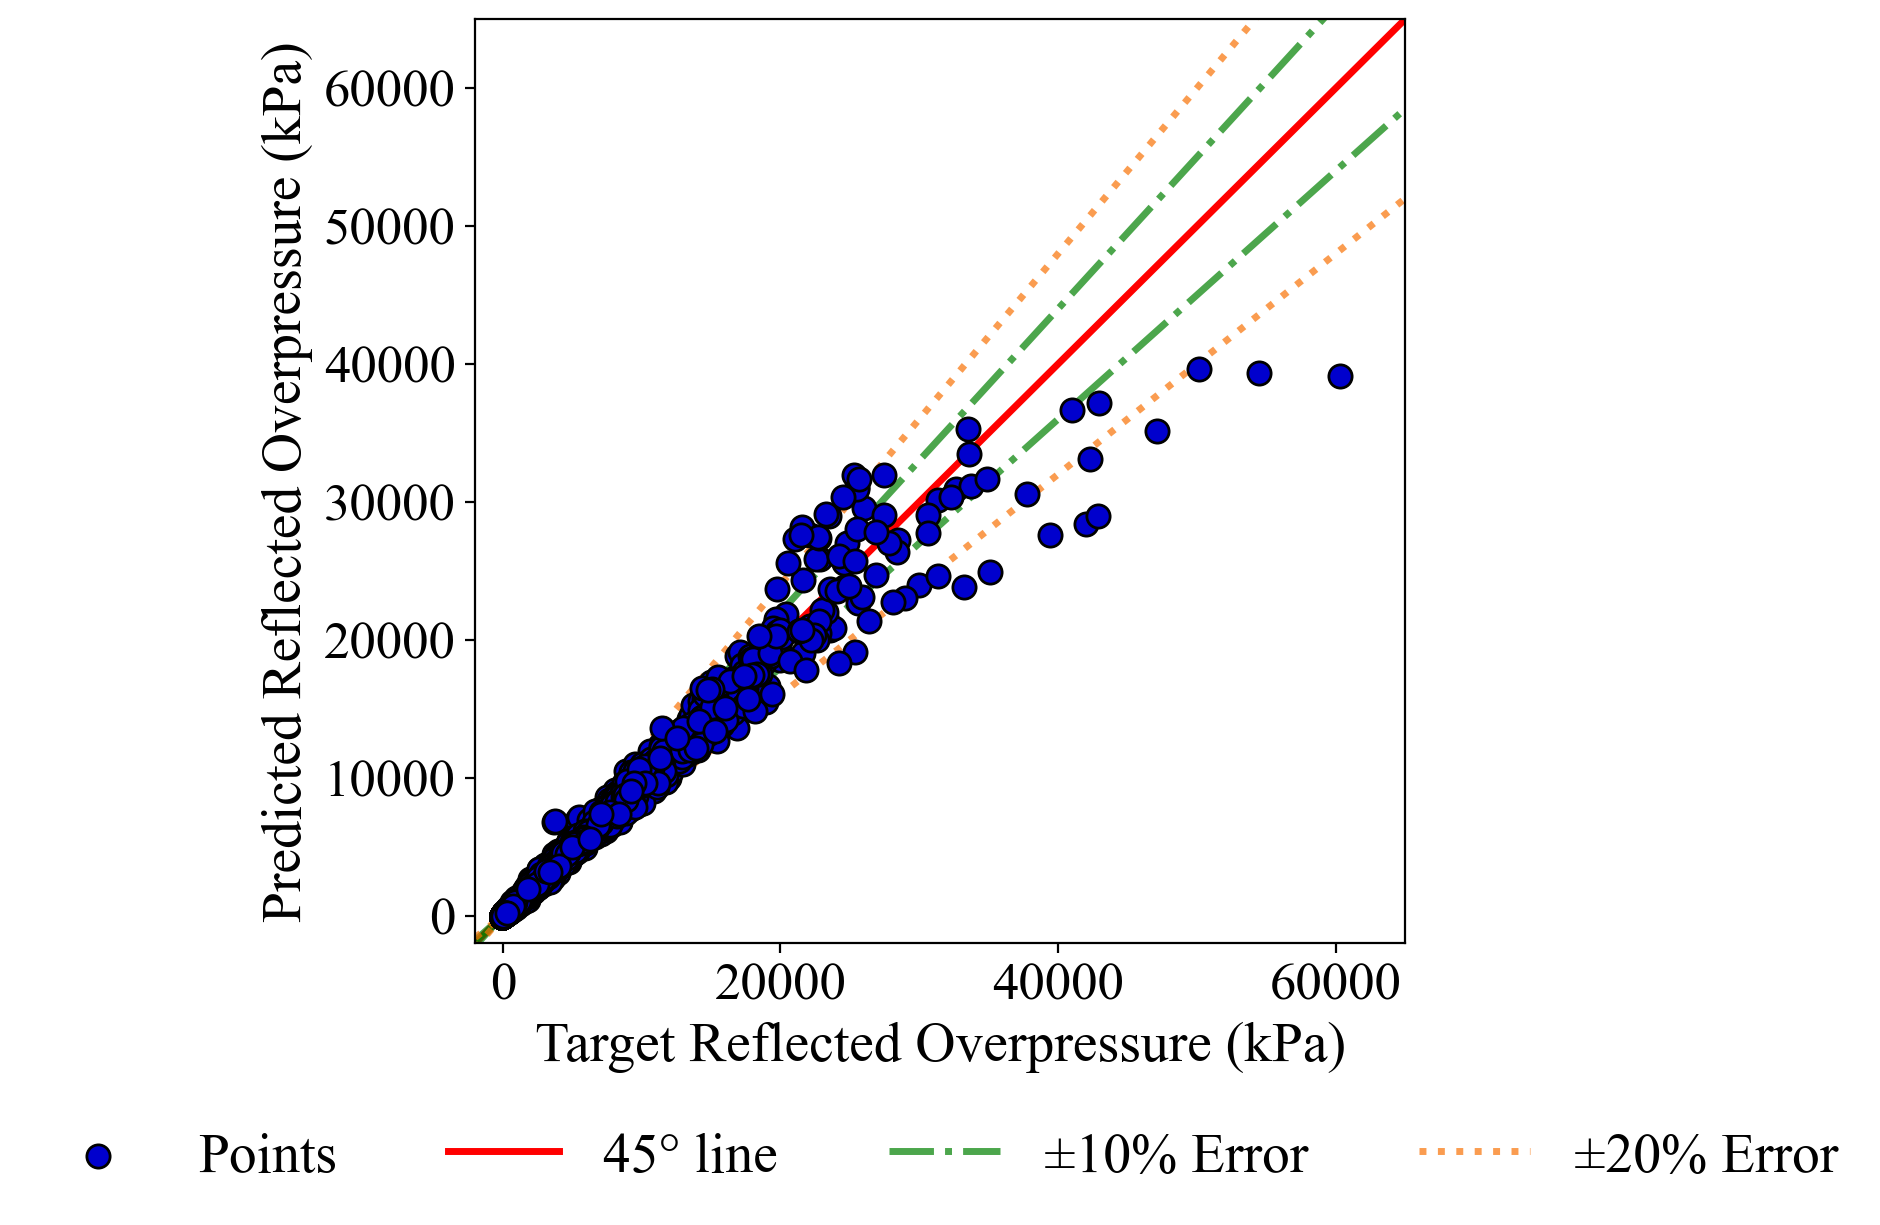 Predicted Reflected Overpressure (kPa)
60000
50000
40000
30000
20000
10000
0
0 20000 40000 60000
Target Reflected Overpressure (kPa)
Points 45° line ±10% Error ±20% Error